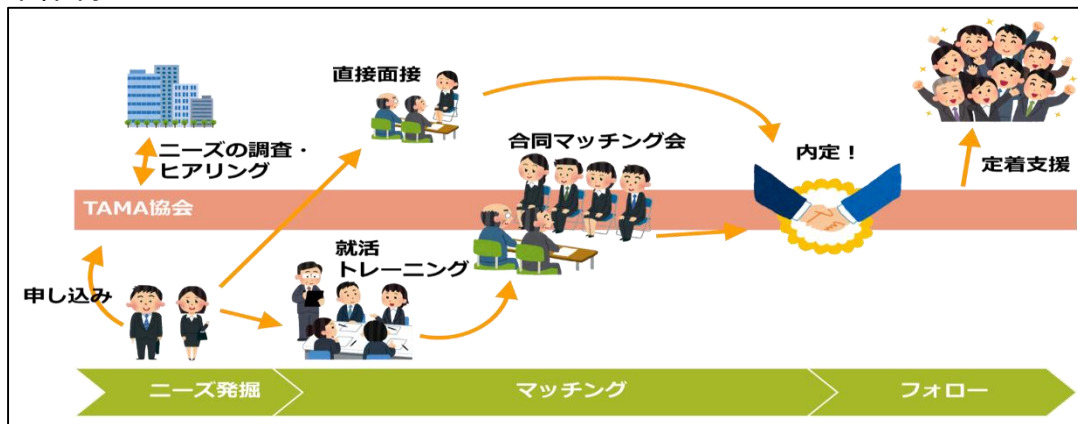 直接面接
ニーズの調査・
ヒアリング
合同マッチング会
内定！
定着支援
TAMA協会
就活
トレーニング
申し込み
ニーズ発掘
マッチング
フォロー